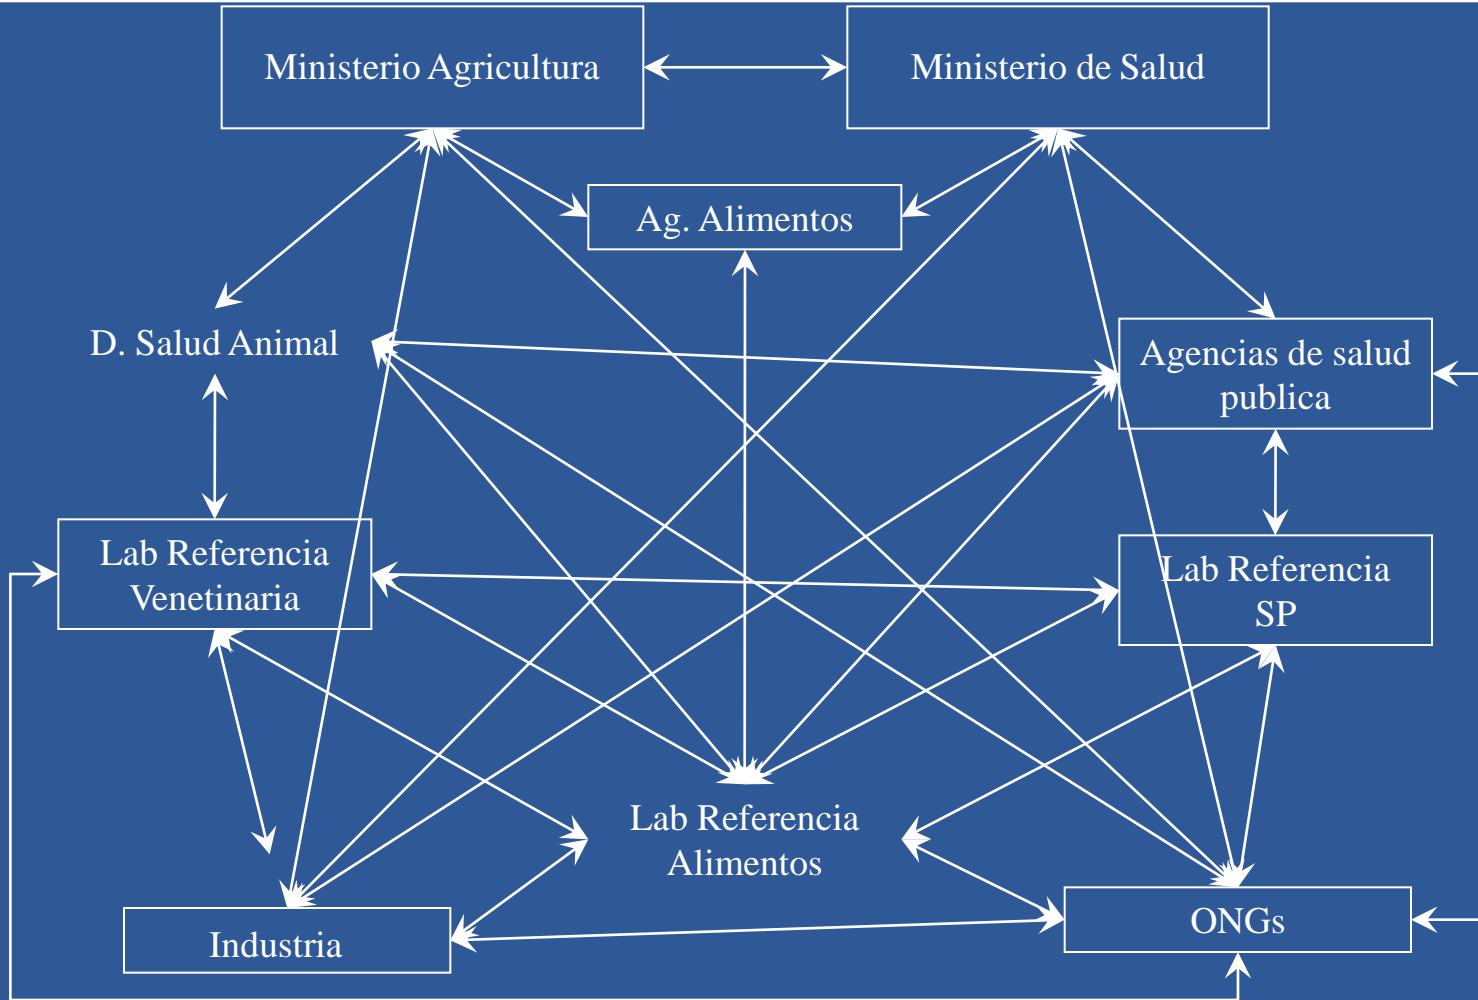 Ministerio Agricultura
Ministerio de Salud
Ag. Alimentos
D. Salud Animal
Agencias de salud
publica
Lab Referencia
Venetinaria
Lab Referencia
SP
Lab Referencia
Alimentos
Industria
ONGs